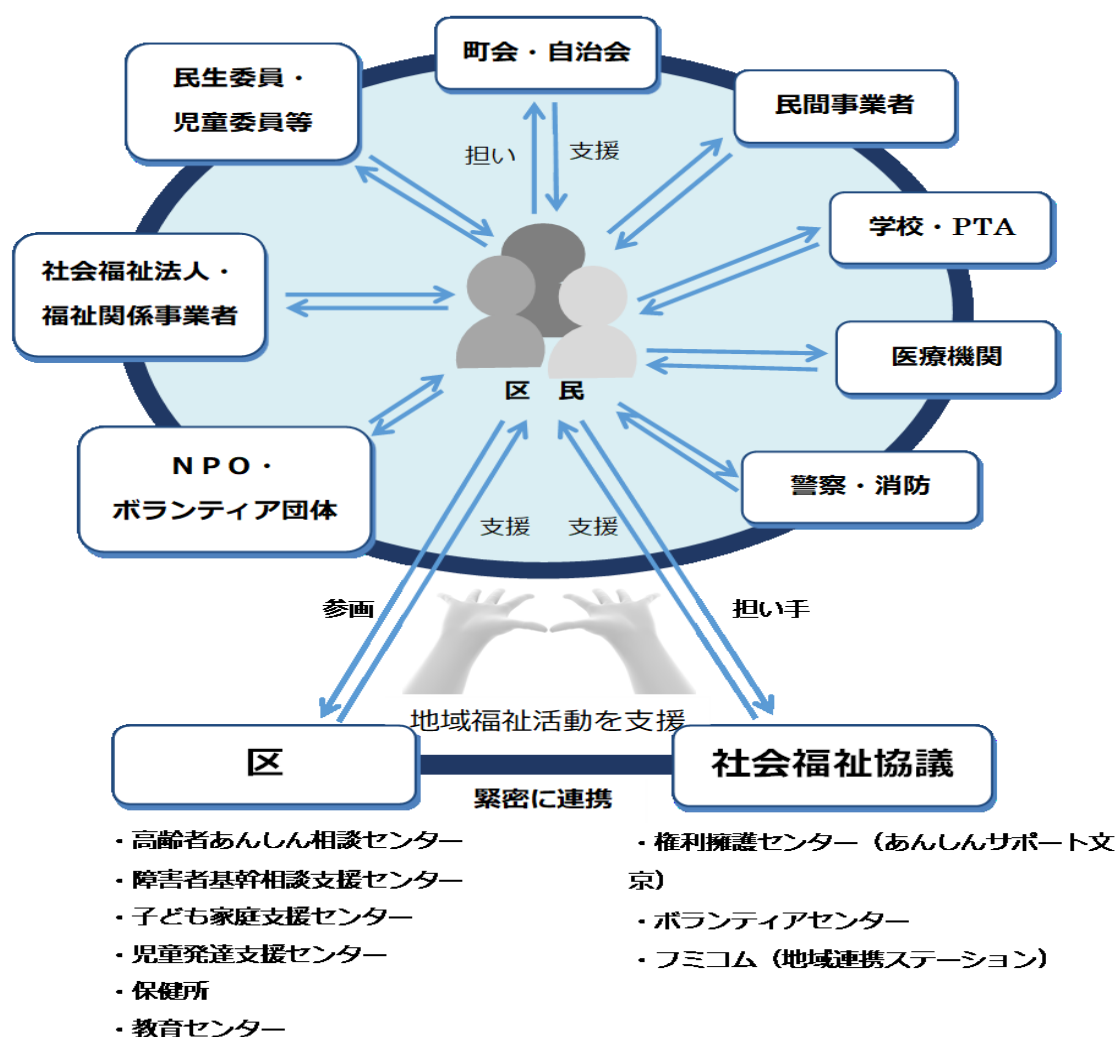 町会・自治会
民生委員・
児童委員等
民間事業者
担い
支援
学校・PTA
社会福祉法人・
福祉関係事業者
医療機関
区 民
NPO・
ボランティア団体
警察・消防
支援
支援
参画
担い手
地域福祉活動を支援
区
社会福祉協議
緊密に連携
・高齢者あんしん相談センター
・障害者基幹相談支援センター
・子ども家庭支援センター
・児童発達支援センター
・保健所
・教育センター
・権利擁護センター（あんしんサポート文
京）
・ボランティアセンター
・フミコム（地域連携ステーション）